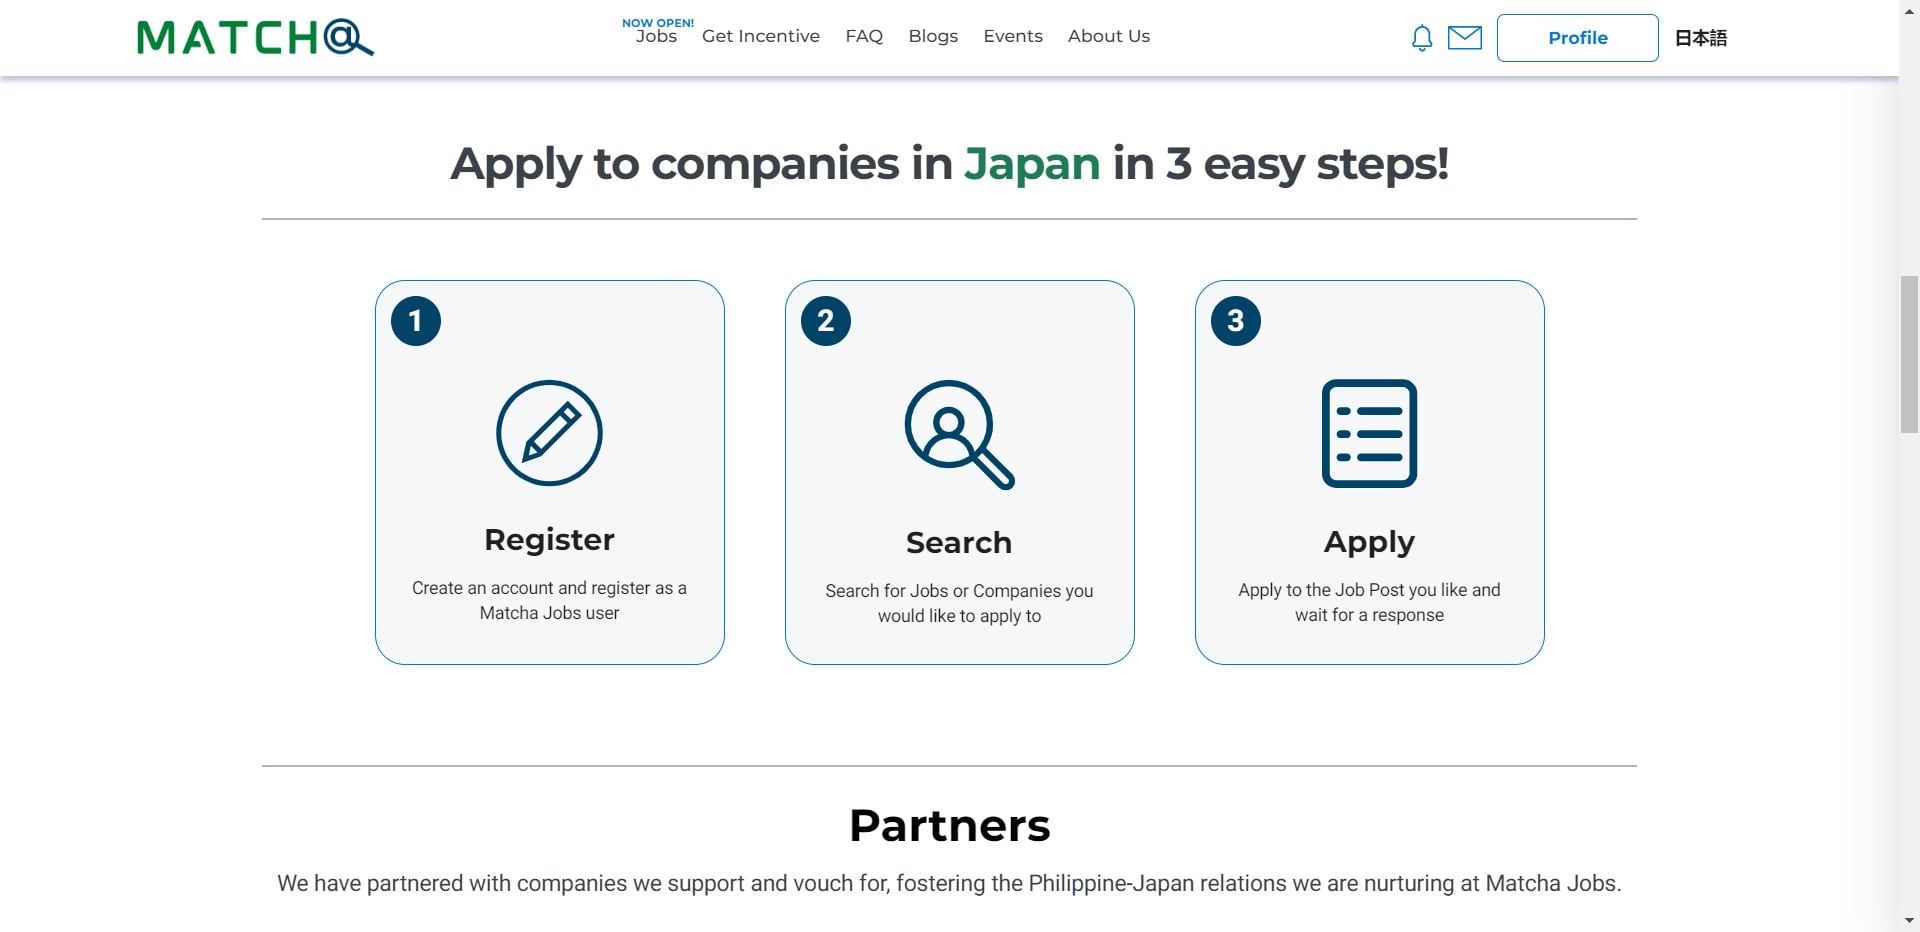 MATCH@
NOW OPEN!
Jobs
Get Incentive
FAQ
Blogs
Events
About Us
Profile
日本語
Apply to companies in Japan in 3 easy steps!
1
Register
Create an account and register as a
Matcha Jobs user
2
Search
Search for Jobs or Companies you
would like to apply to
3
Apply
Apply to the Job Post you like and
wait for a response
Partners
We have partnered with companies we support and vouch for, fostering the Philippine-Japan relations we are nurturing at Matcha Jobs.